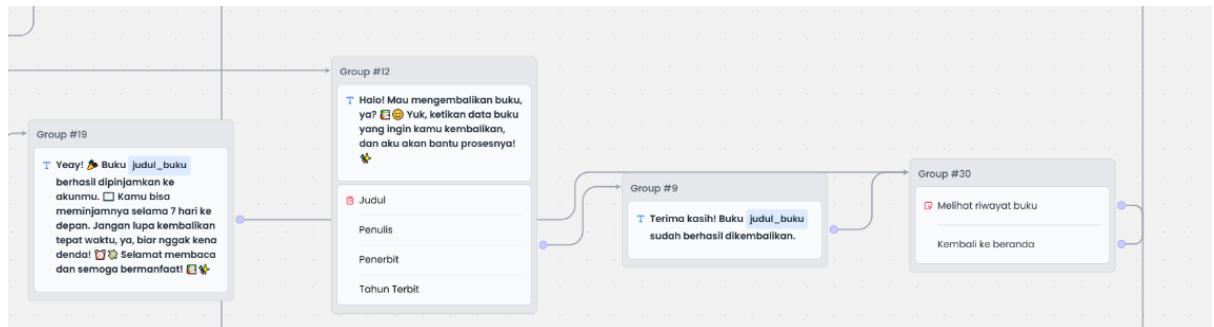 Group #12
Halo! Mau mengembalikan buku,
ya? 📒😊 Yuk, ketikan data buku
yang ingin kamu kembalikan,
dan aku akan bantu prosesnya!
✨
Judul
Penulis
Penerbit
Tahun Terbit
Group #19
Yeay! 🎉 Buku judul_buku
berhasil dipinjamkan ke
akunmu. 📖 Kamu bisa
meminjamnya selama 7 hari ke
depan. Jangan lupa kembalikan
tepat waktu, ya, biar nggak kena
denda! ⏰💸 Selamat membaca
dan semoga bermanfaat! 📒✨
Group #9
Terima kasih! Buku judul_buku
sudah berhasil dikembalikan.
Group #30
Melihat riwayat buku
Kembali ke beranda